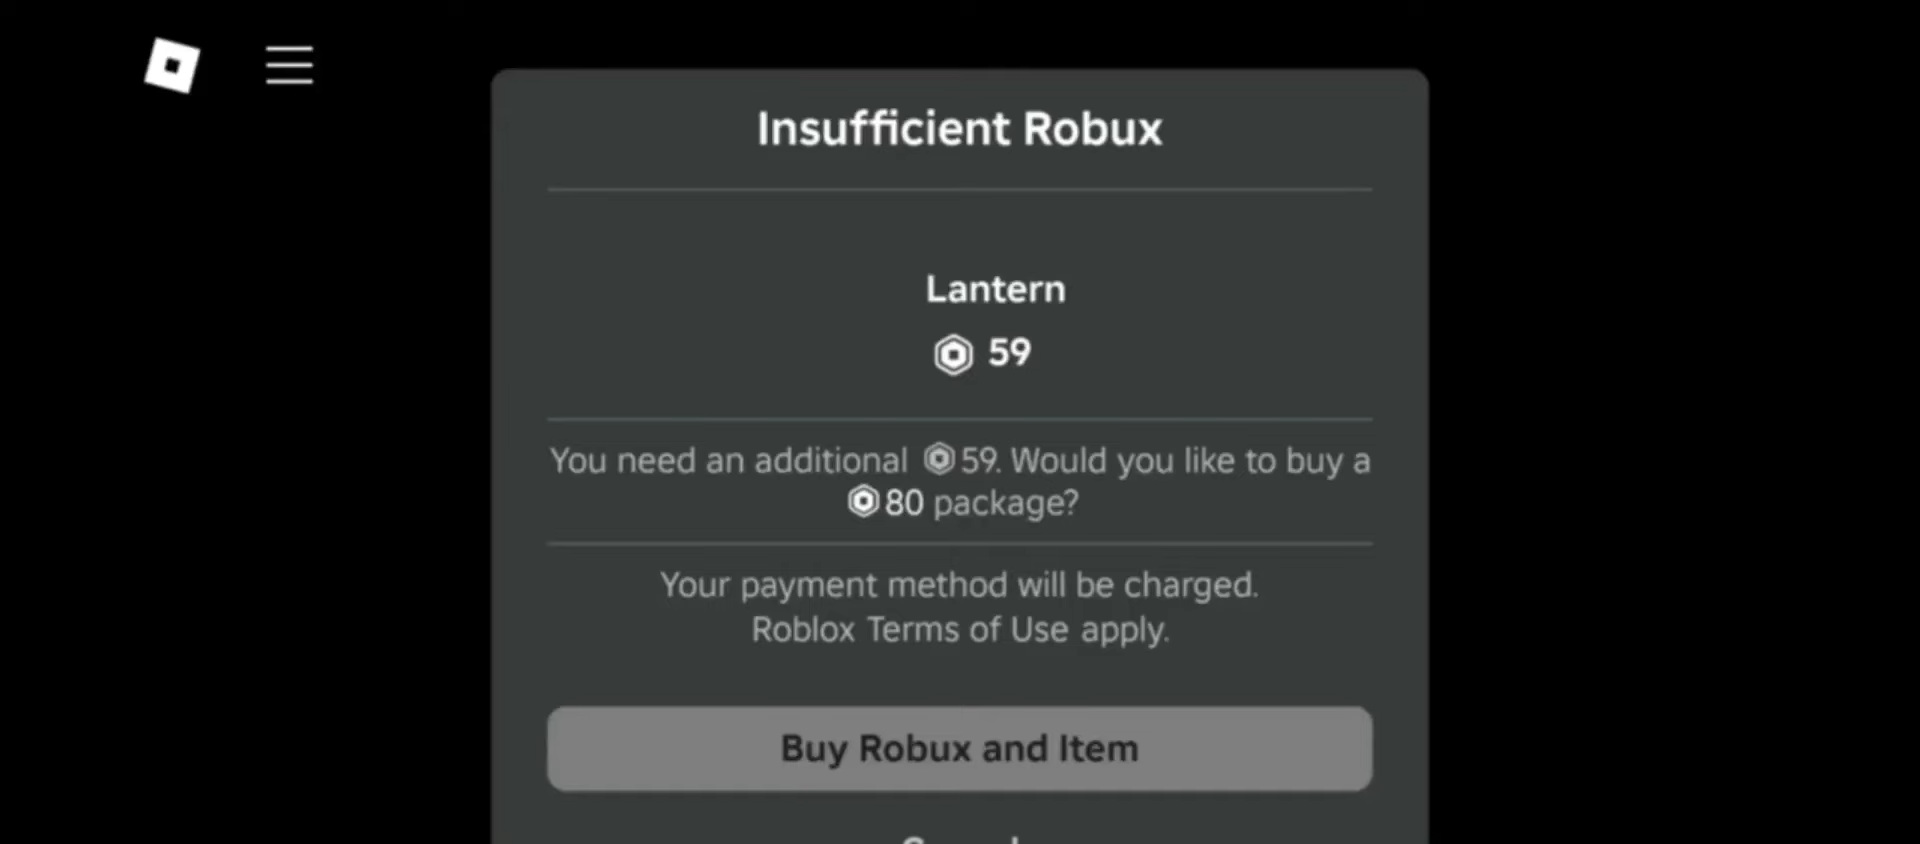 Insufficient Robux
Lantern
59
You need an additional 59. Would you like to buy a
80 package?
Your payment method will be charged.
Roblox Terms of Use apply.
Buy Robux and Item